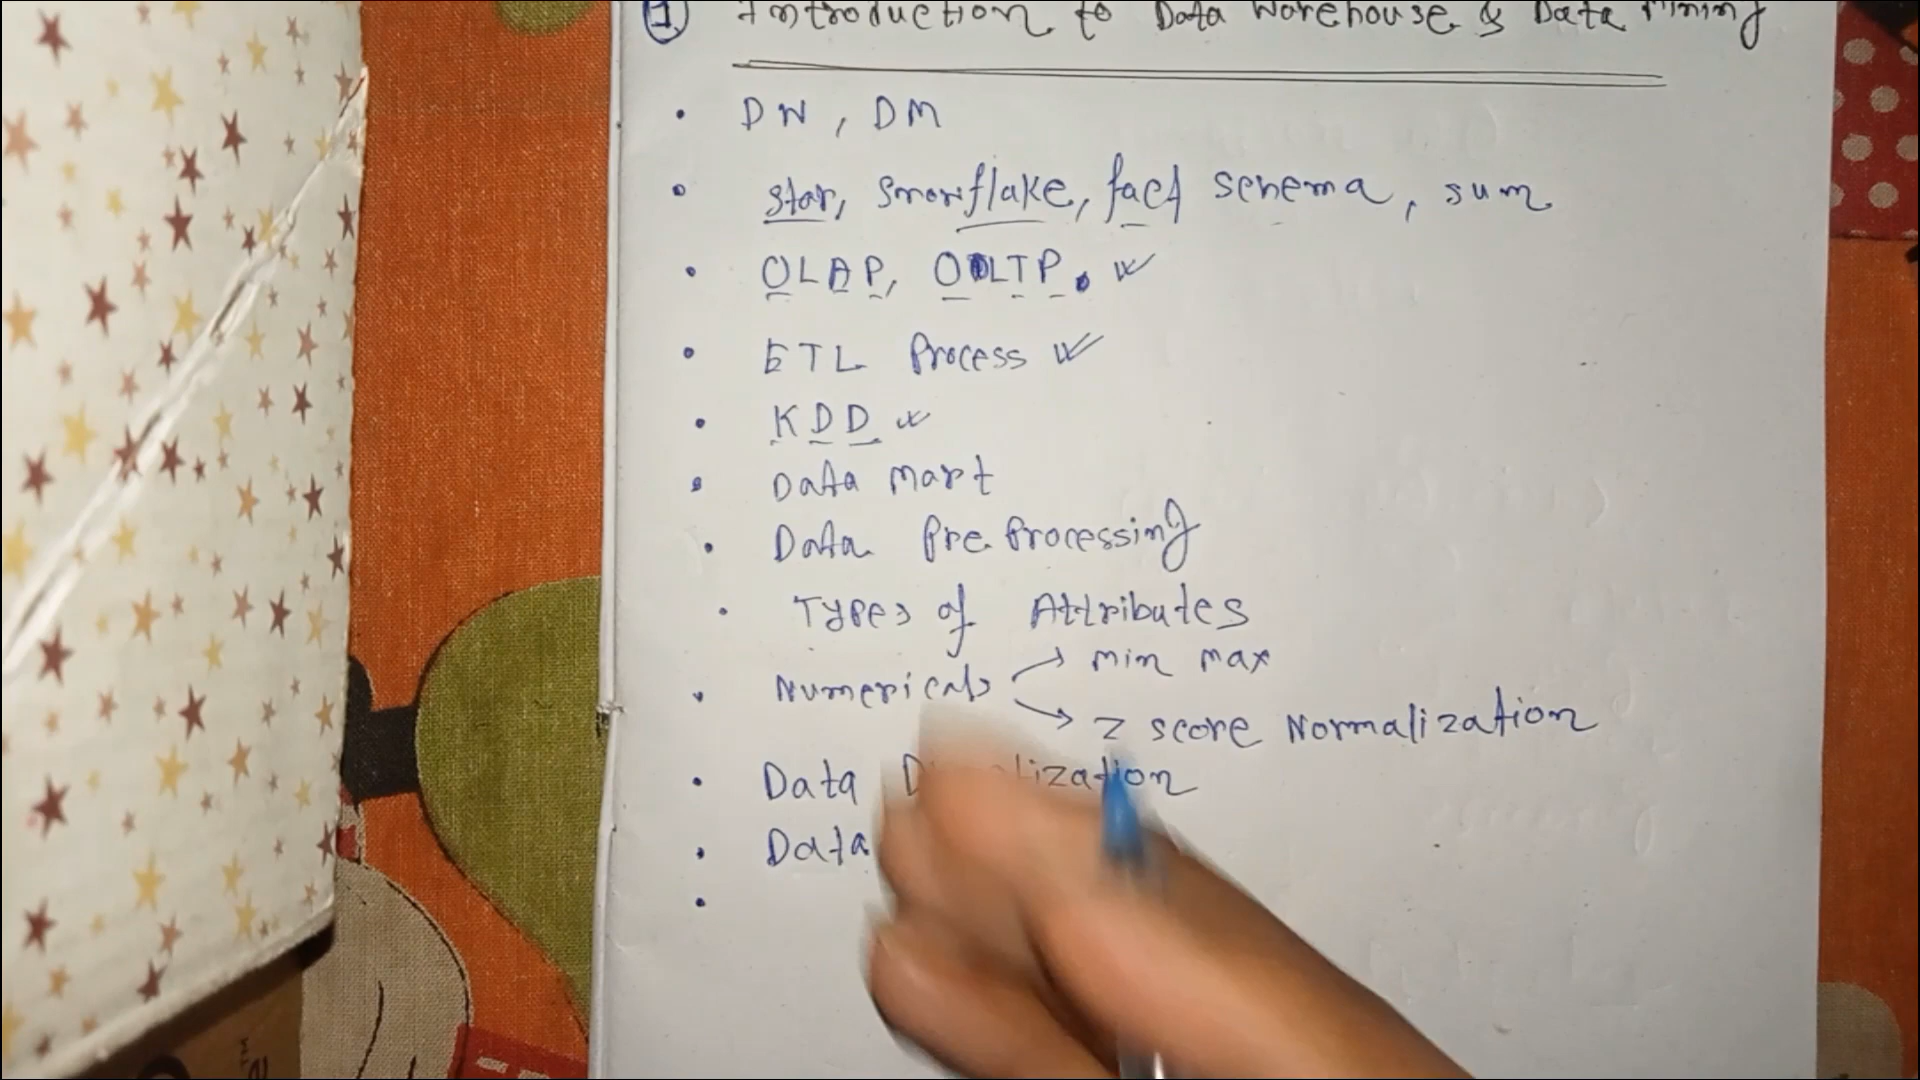 1 Introduction to Data Warehouse & Data Mining
• DW, DM
• Star, Snowflake, fact schema, sum
• OLAP, OLTP.
• ETL Process
• KDD
• Data Mart
• Data Pre Processing
• Types of Attributes
• Numericals → min max
→ Z score Normalization
• Data
• Data
•